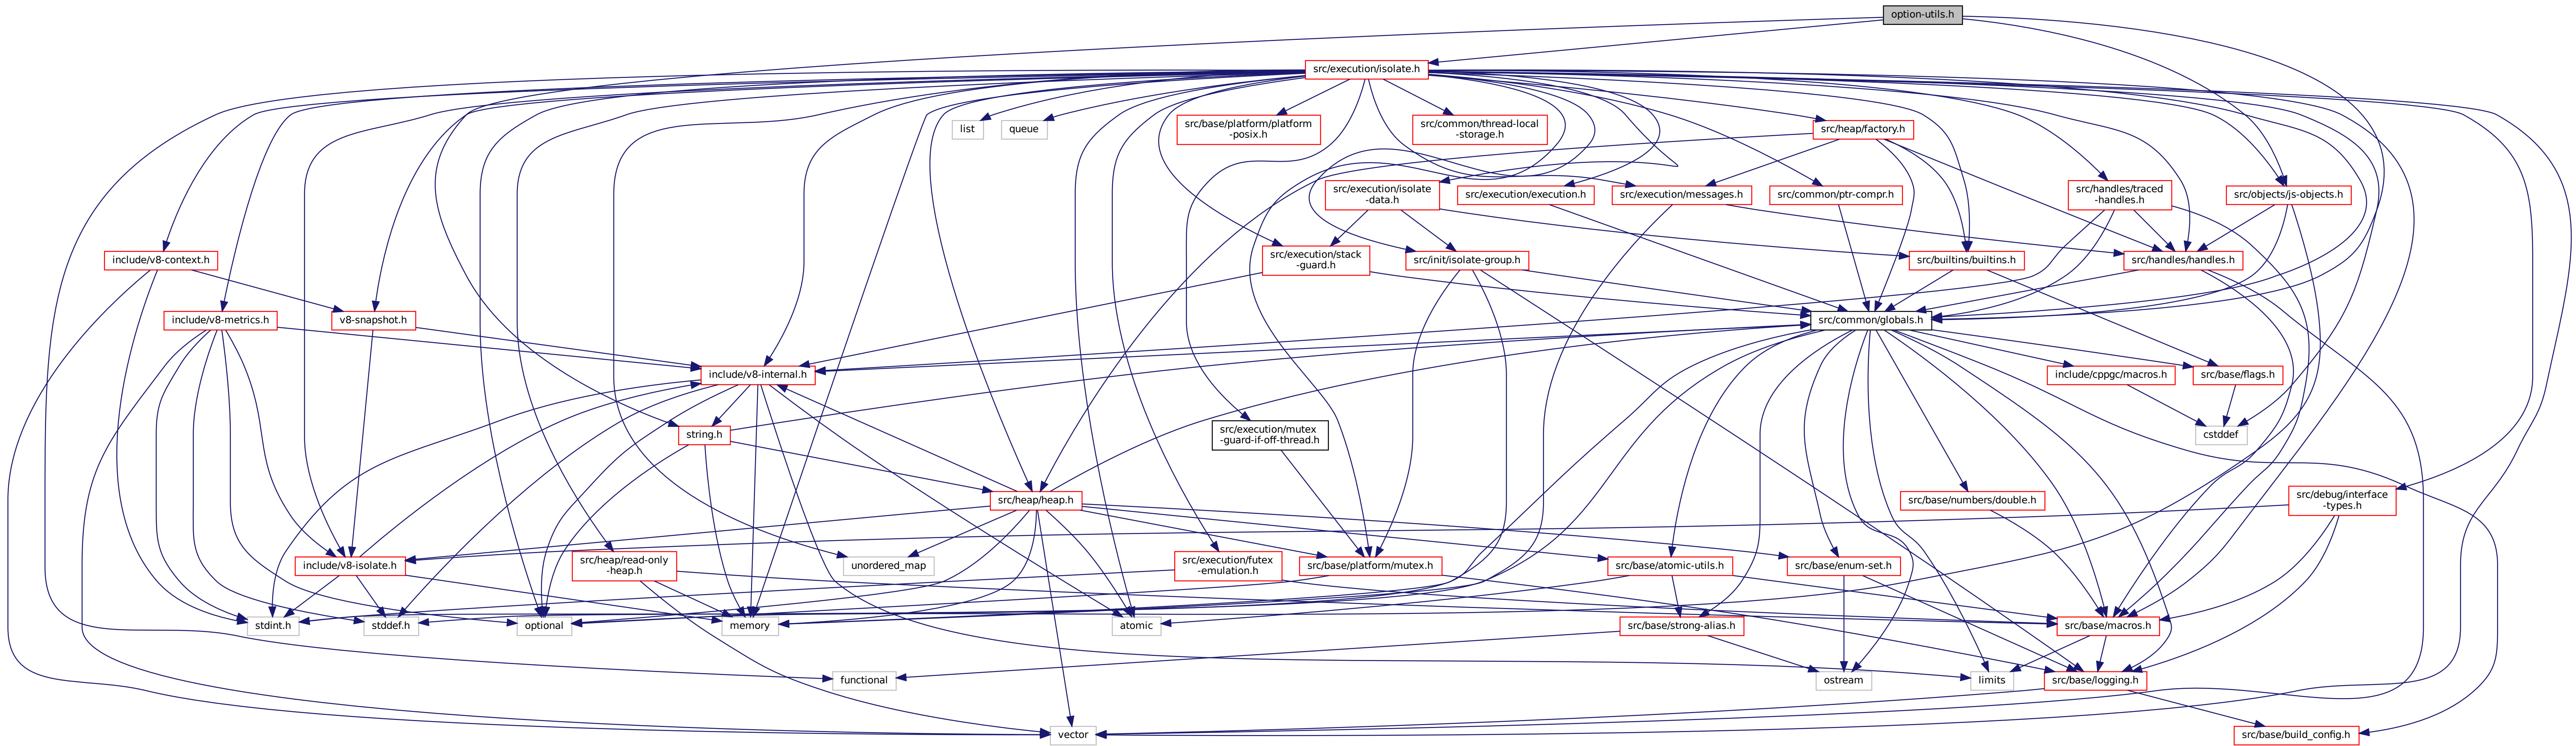 option-utils.h
src/execution/isolate.h
list
queue
src/base/platform/platform
-posix.h
src/common/thread-local
-storage.h
src/heap/factory.h
src/execution/isolate
-data.h
src/execution/execution.h
src/execution/messages.h
src/common/ptr-compr.h
src/handles/traced
-handles.h
src/objects/js-objects.h
include/v8-context.h
src/execution/stack
-guard.h
src/init/isolate-group.h
src/builtins/builtins.h
src/handles/handles.h
include/v8-metrics.h
v8-snapshot.h
src/common/globals.h
include/v8-internal.h
include/cppgc/macros.h
src/base/flags.h
string.h
src/execution/mutex
-guard-if-off-thread.h
cstddef
src/heap/heap.h
src/base/numbers/double.h
src/debug/interface
-types.h
include/v8-isolate.h
src/heap/read-only
-heap.h
unordered_map
src/execution/futex
-emulation.h
src/base/platform/mutex.h
src/base/atomic-utils.h
src/base/enum-set.h
stdint.h
stddef.h
optional
memory
atomic
src/base/strong-alias.h
src/base/macros.h
functional
ostream
limits
src/base/logging.h
vector
src/base/build_config.h